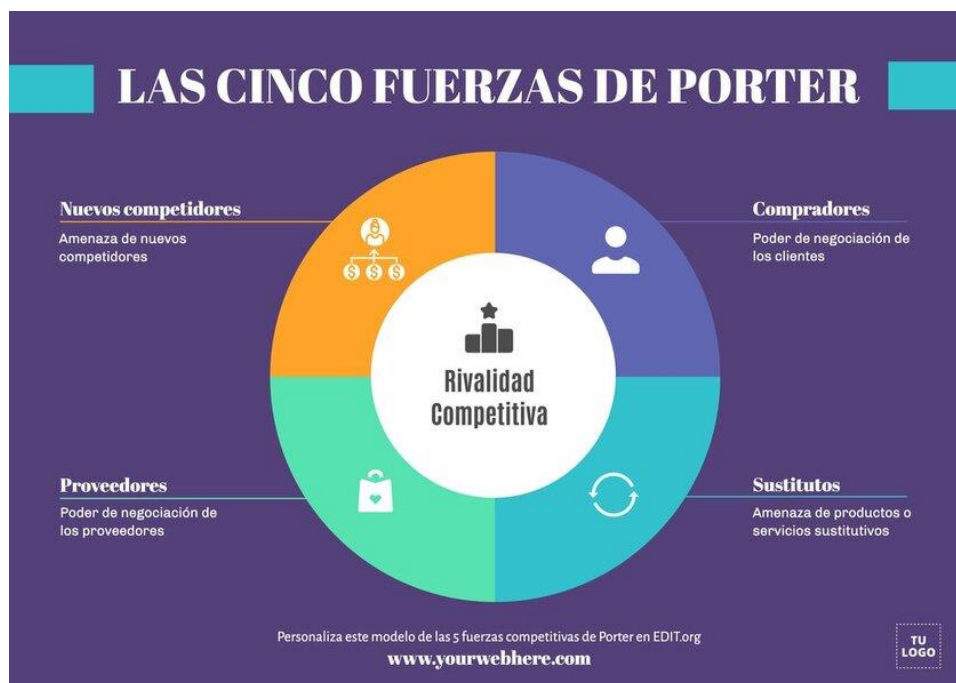 LAS CINCO FUERZAS DE PORTER
Nuevos competidores
Amenaza de nuevos
competidores
Compradores
Poder de negociación de
los clientes
Rivalidad
Competitiva
Proveedores
Poder de negociación de
los proveedores
Sustitutos
Amenaza de productos o
servicios sustitutivos
Personaliza este modelo de las 5 fuerzas competitivas de Porter en EDIT.org
www.yourwebhere.com
TU
LOGO